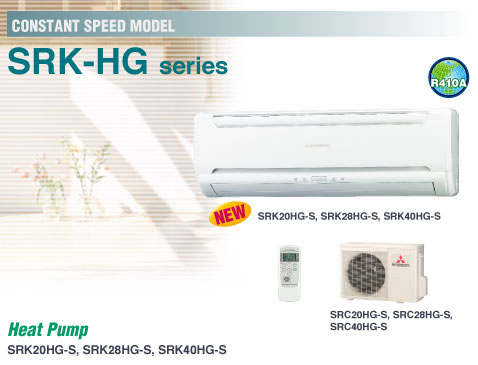 CONSTANT SPEED MODEL
SRK-HG series
R410A
NEW
SRK20HG-S, SRK28HG-S, SRK40HG-S
SRC20HG-S, SRC28HG-S,
SRC40HG-S
Heat Pump
SRK20HG-S, SRK28HG-S, SRK40HG-S